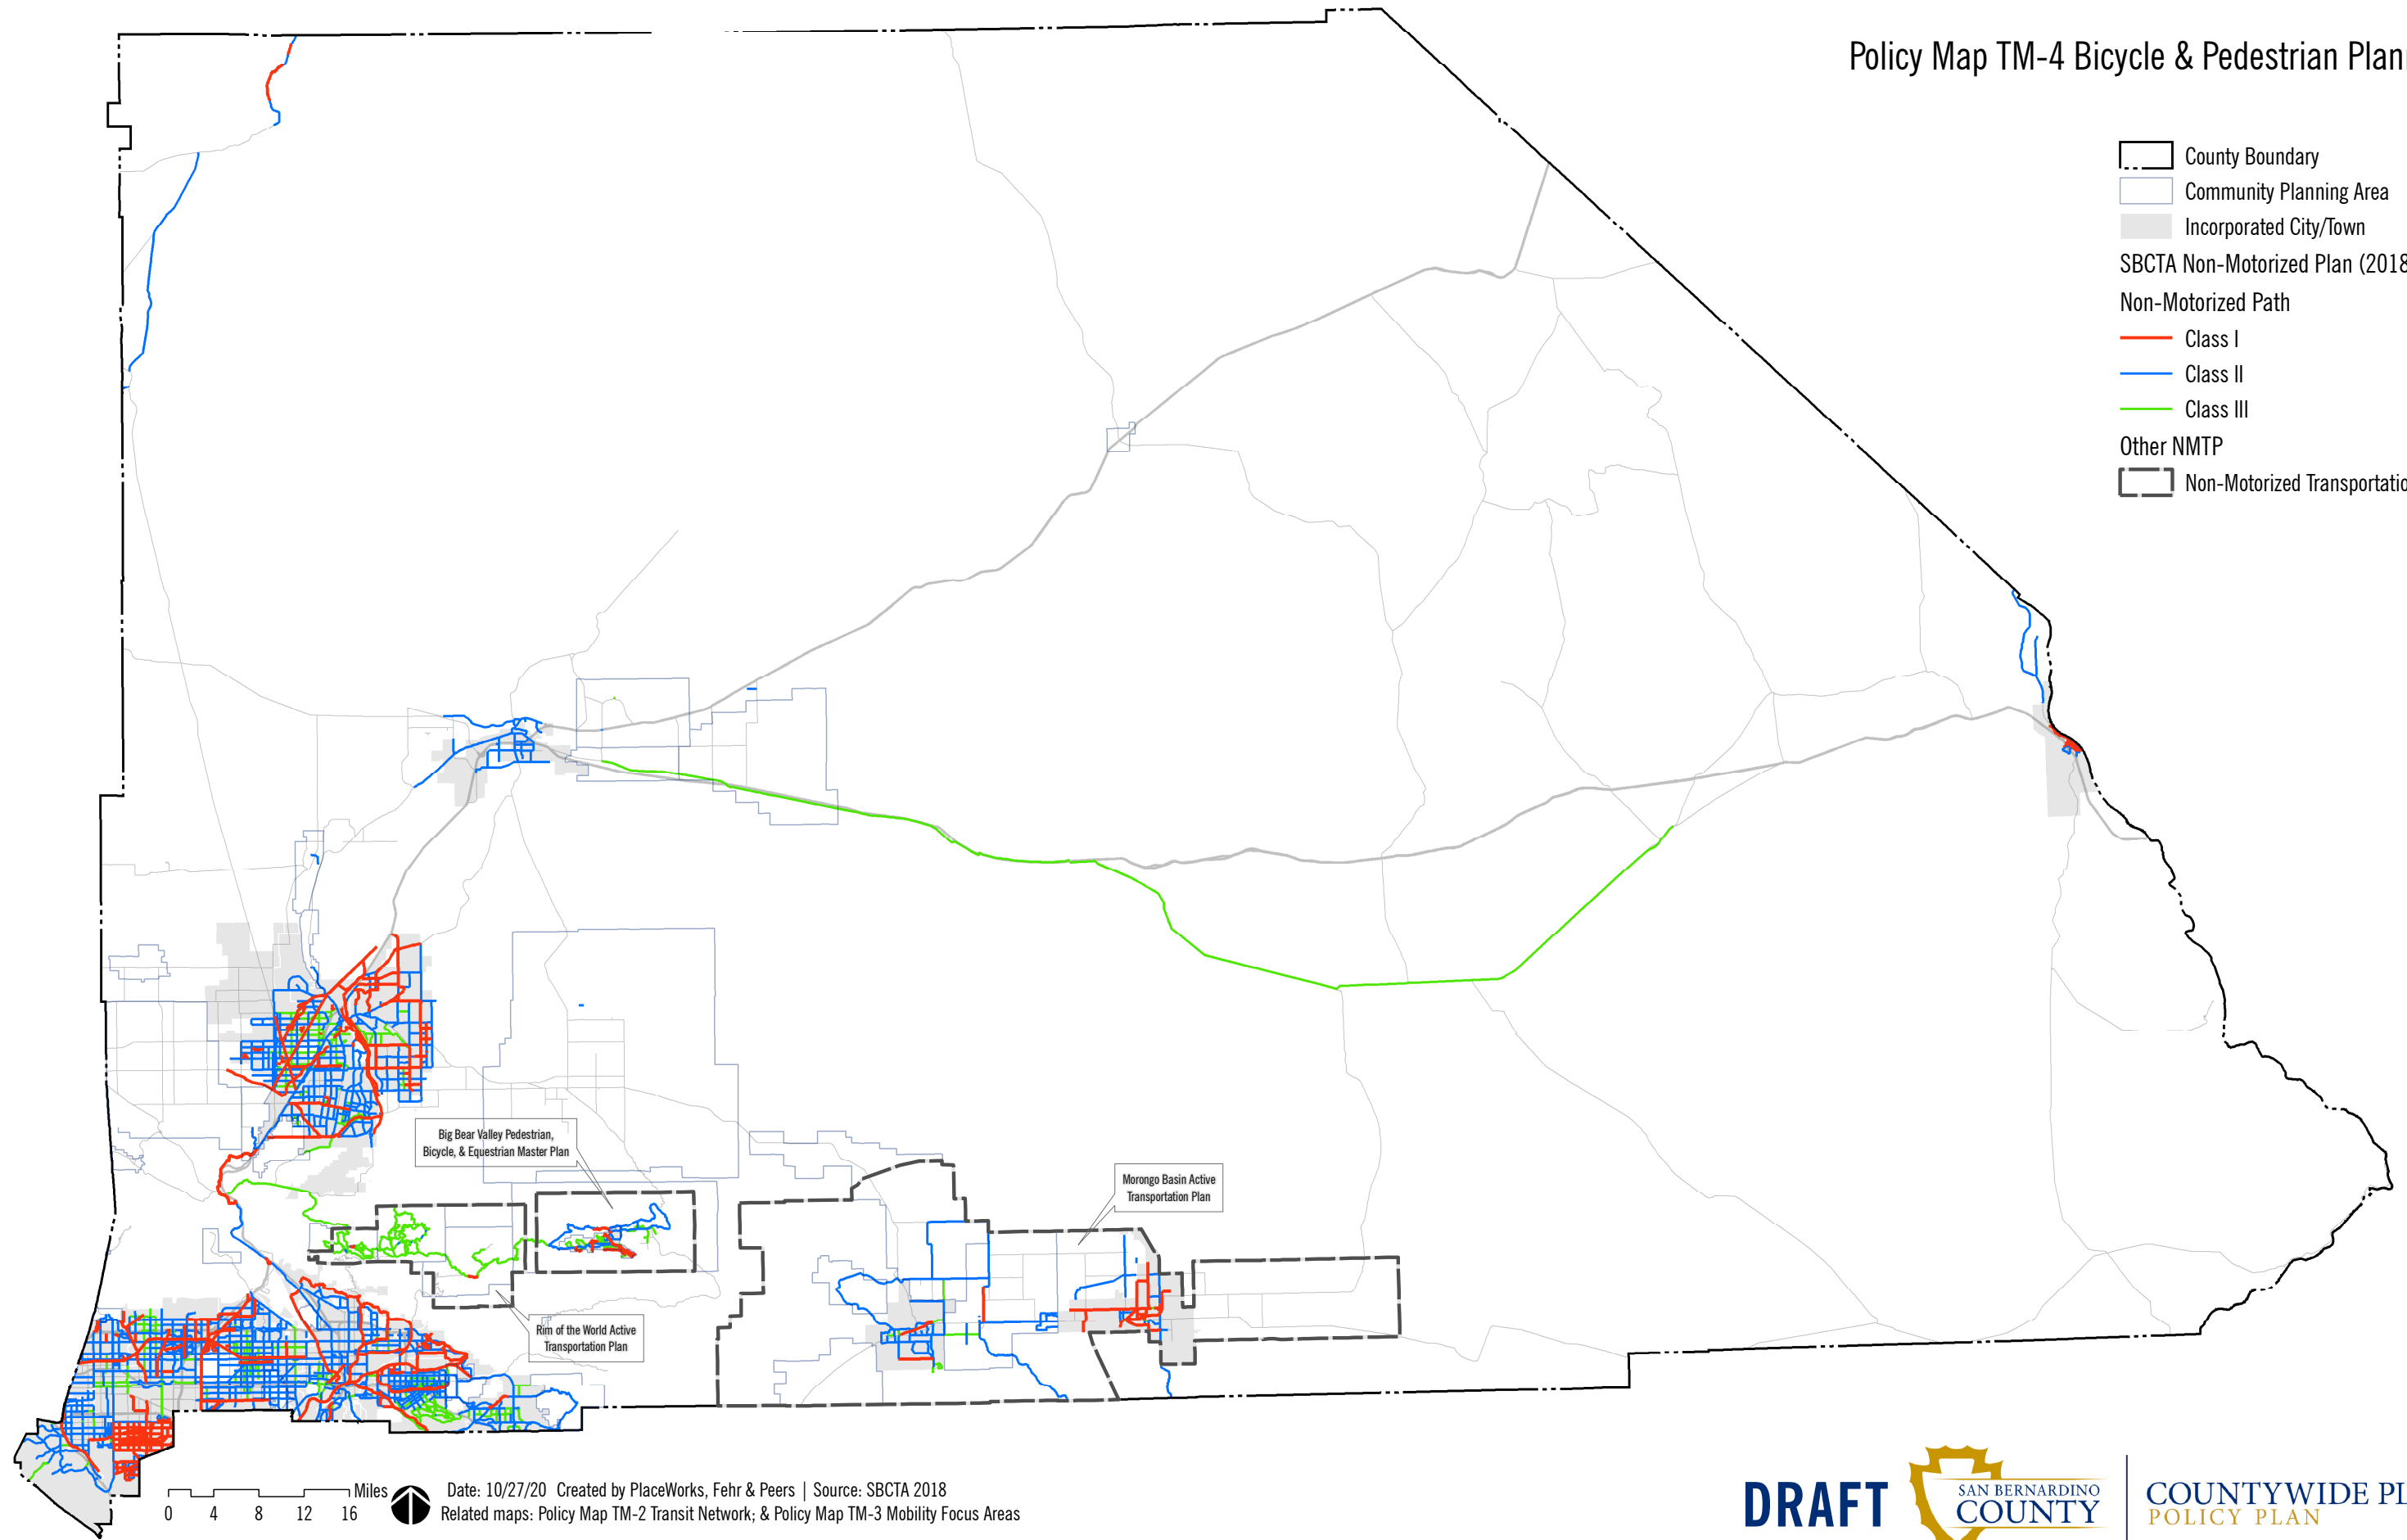 Policy Map TM-4 Bicycle & Pedestrian
County Boundary
Community Planning Area
Incorporated City/Town
SBCTA Non-Motorized Plan (2018
Non-Motorized Path
Class I
Class II
Class III
Other NMTP
Non-Motorized
Big Bear Valley Pedestrian,
Bicycle, & Equestrian Master Plan
Morongo Basin Active
Transportation Plan
Rim of the World Active
Transportation Plan
Miles
0 4 8 12 16
Date: 10/27/20 Created by PlaceWorks, Fehr & Peers | Source: SBCTA 2018
Related maps: Policy Map TM-2 Transit Network; & Policy Map TM-3 Mobility Focus Areas
DRAFT
SAN BERNARDINO
COUNTY
COUNTYWIDE
POLICY PLAN